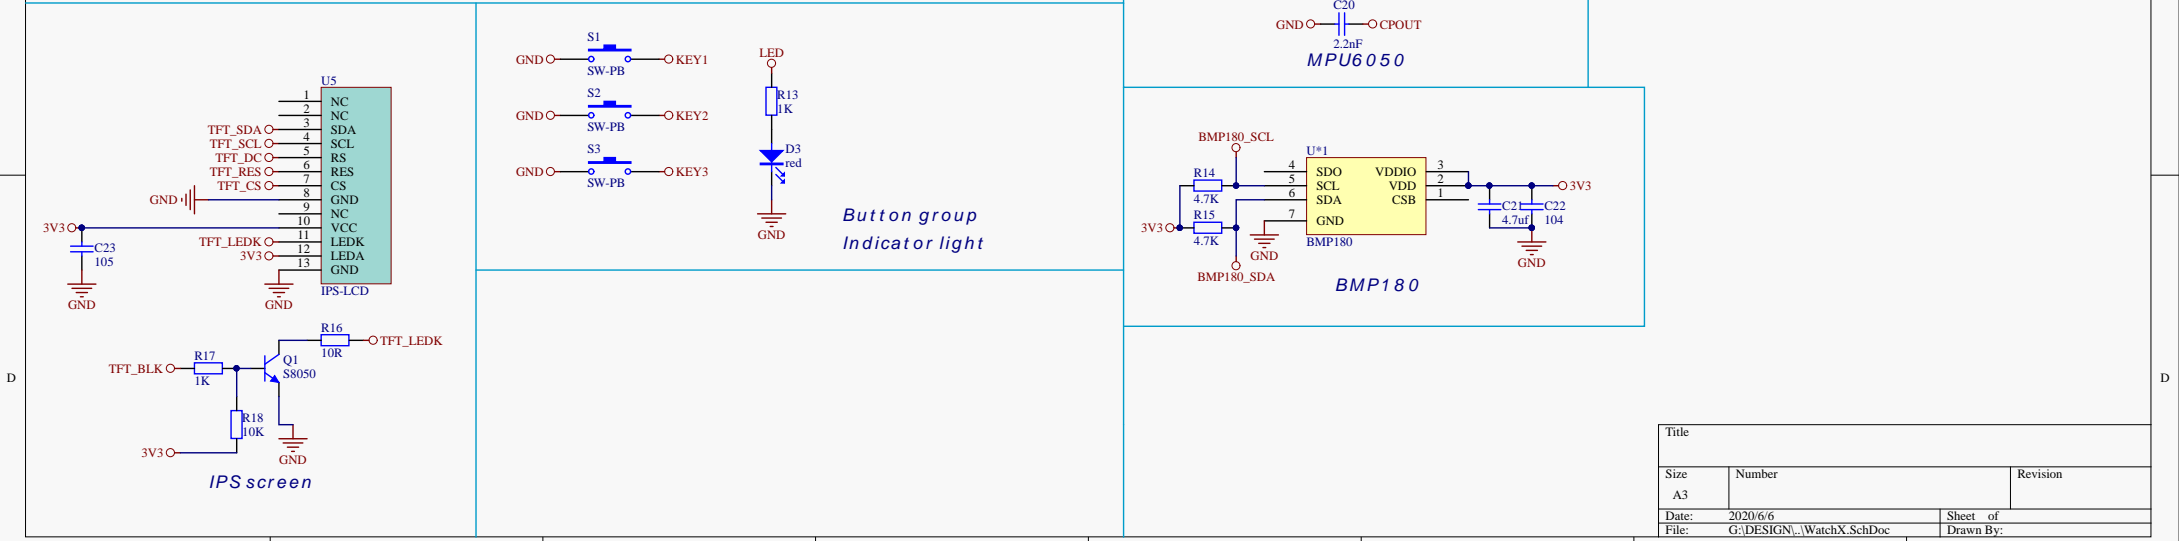 C20
GND
CPOUT
2.2nF
MPU6050
S1
GND
KEY1
SW-PB
S2
GND
KEY2
SW-PB
S3
GND
KEY3
SW-PB
LED
R13
1K
D3
red
GND
Button group
Indicator light
U5
1 NC
2 NC
TFT_SDA 3 SDA
TFT_SCL 4 SCL
TFT_DC 5 RS
TFT_RES 6 RES
TFT_CS 7 CS
GND 8 GND
9 NC
3V3 10 VCC
TFT_LEDK 11 LEDK
3V3 12 LEDA
13 GND
C23
105
GND
GND
IPS-LCD
R16
10R
TFT_LEDK
R17
TFT_BLK
1K
Q1
S8050
R18
10K
3V3
GND
IPS screen
BMP180_SCL
U*1
4 SDO VDDIO 3
5 SCL VDD 2
6 SDA CSB 1
7 GND
BMP180
R14
4.7K
R15
4.7K
3V3
GND
BMP180_SDA
3V3
C21
4.7uf
C22
104
GND
BMP180
D
D
Title
Size
Number
Revision
A3
Date: 2020/6/6
Sheet of
File: G:\DESIGN\..\WatchX.SchDoc
Drawn By: